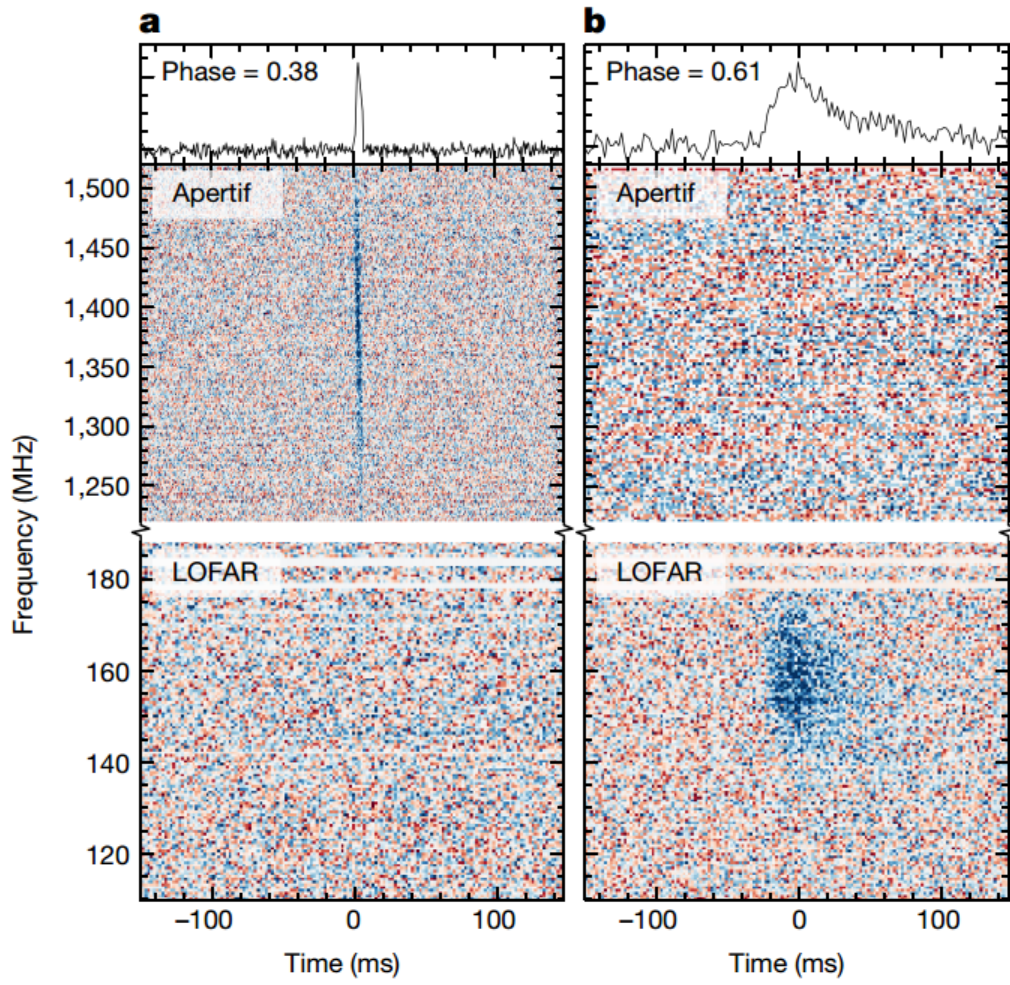 a
b
Phase = 0.38
Phase = 0.61
Apertif
Apertif
1,500
1,450
1,400
1,350
1,300
1,250
LOFAR
LOFAR
180
160
140
120
Frequency (MHz)
−100 0 100
−100 0 100
Time (ms)
Time (ms)